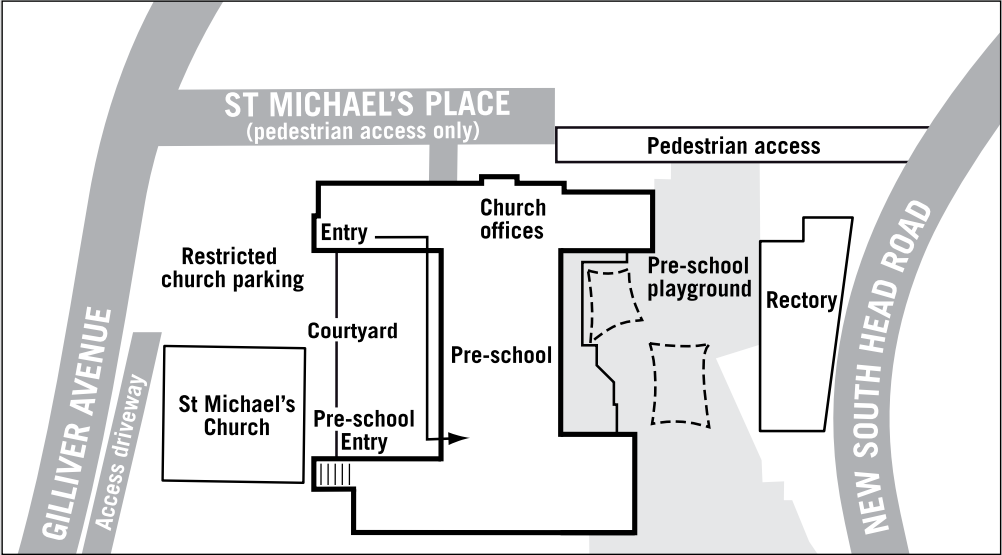 ST MICHAEL'S PLACE
(pedestrian access only)
Pedestrian access
Church
offices
Entry
Restricted
church parking
Pre-school
playground
Rectory
Courtyard
Pre-school
St Michael's
Church
Pre-school
Entry
GILLIVER AVENUE
Access driveway
NEW SOUTH HEAD ROAD